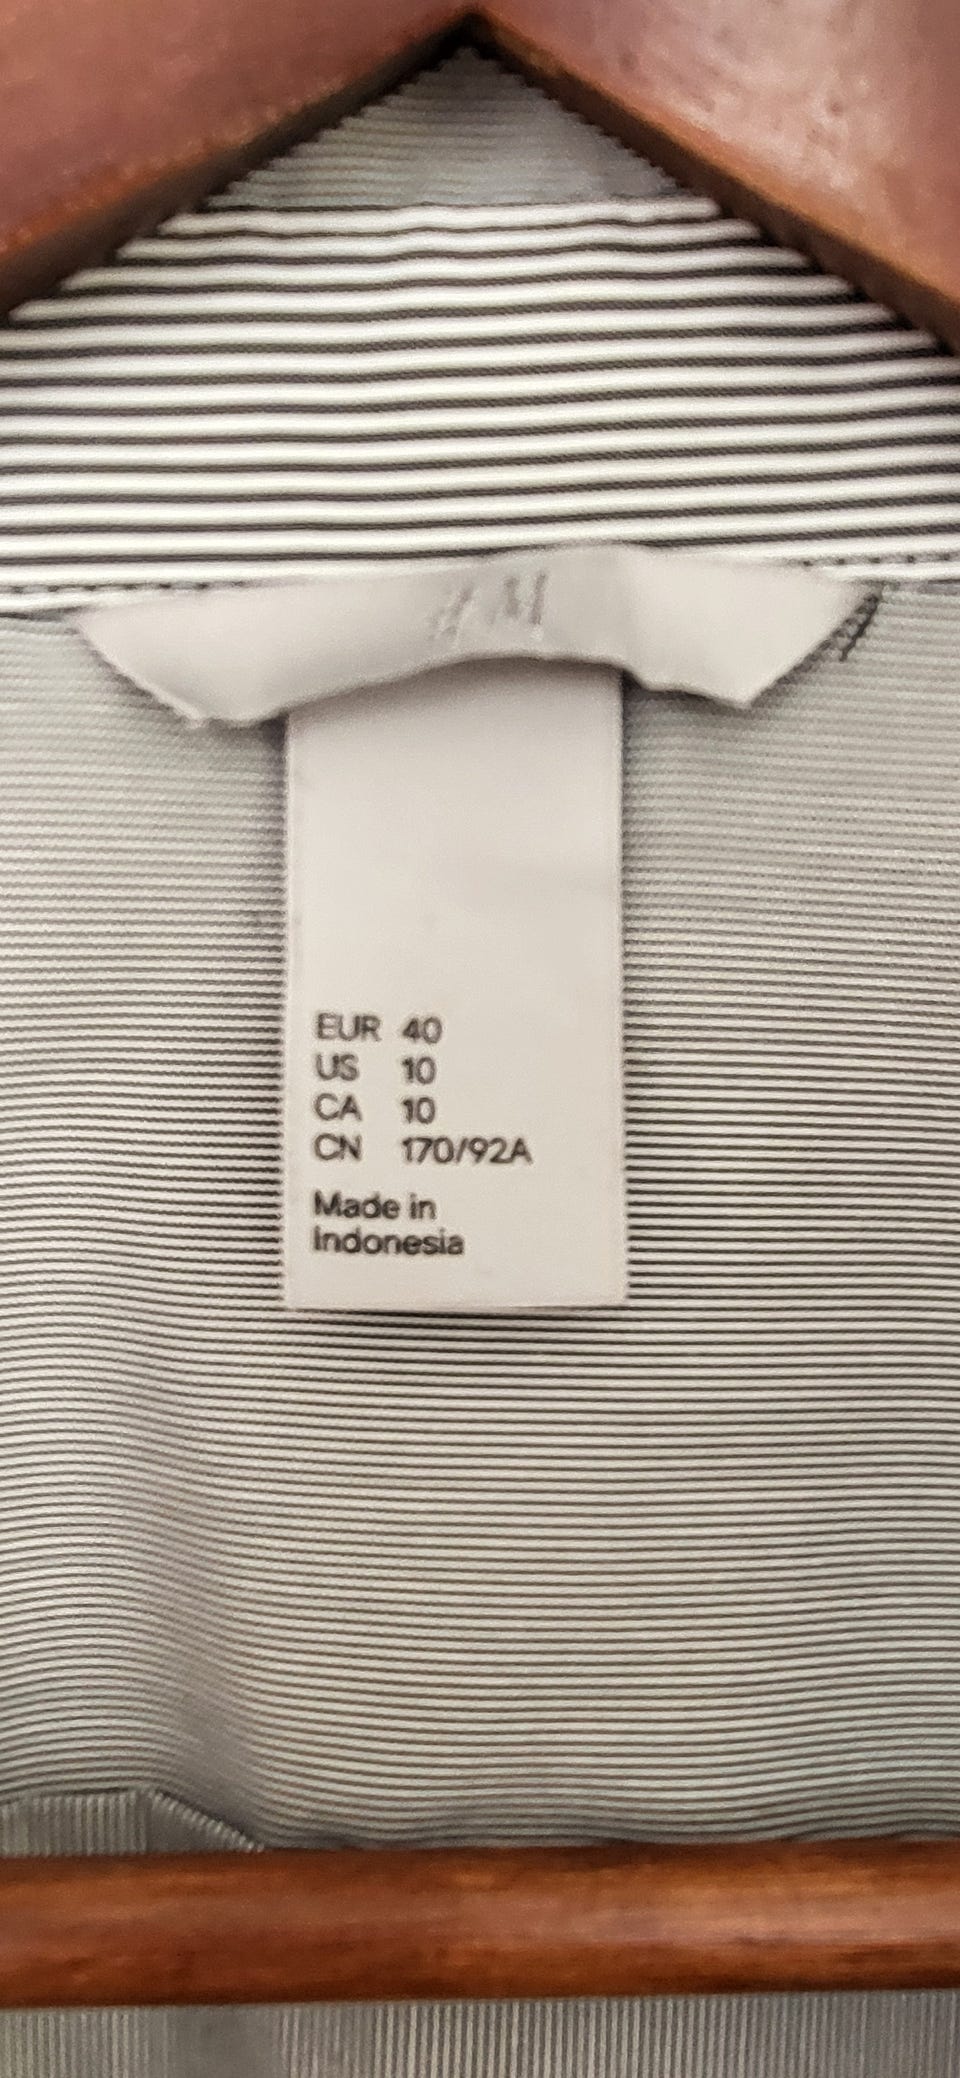 H&M
EUR 40
US 10
CA 10
CN 170/92A
Made in
Indonesia